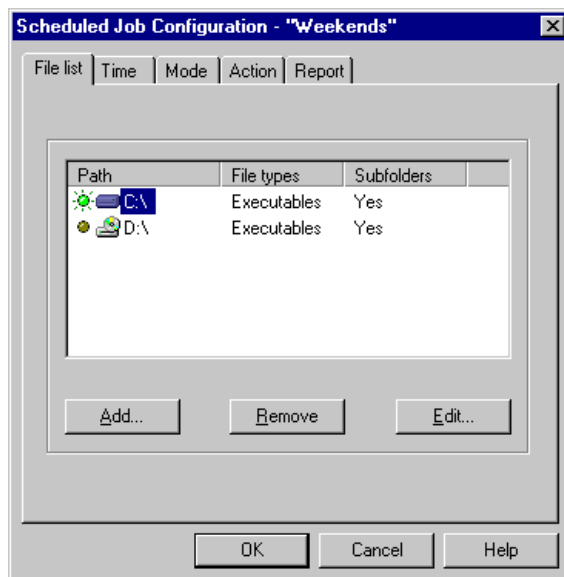 Scheduled Job Configuration - "Weekends"
File list Time Mode Action Report
Path File types Subfolders
C:\ Executables Yes
D:\ Executables Yes
Add... Remove Edit...
OK Cancel Help